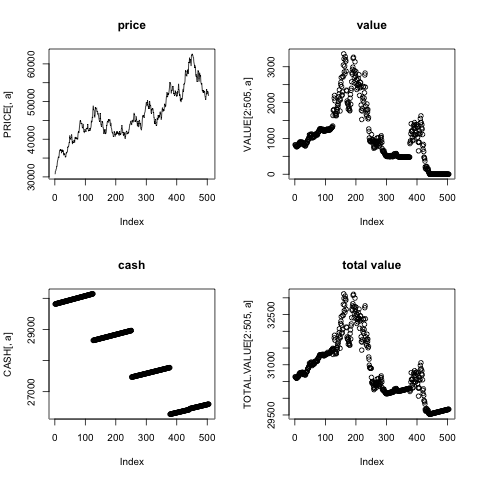 price
PRICE[, a]
30000 40000 50000 60000
0 100 200 300 400 500
Index
value
VALUE[2:505, a]
0 1000 2000 3000
0 100 200 300 400 500
Index
cash
CASH[, a]
27000 29000
0 100 200 300 400 500
Index
total value
TOTAL.VALUE[2:505, a]
29500 31000 32500
0 100 200 300 400 500
Index